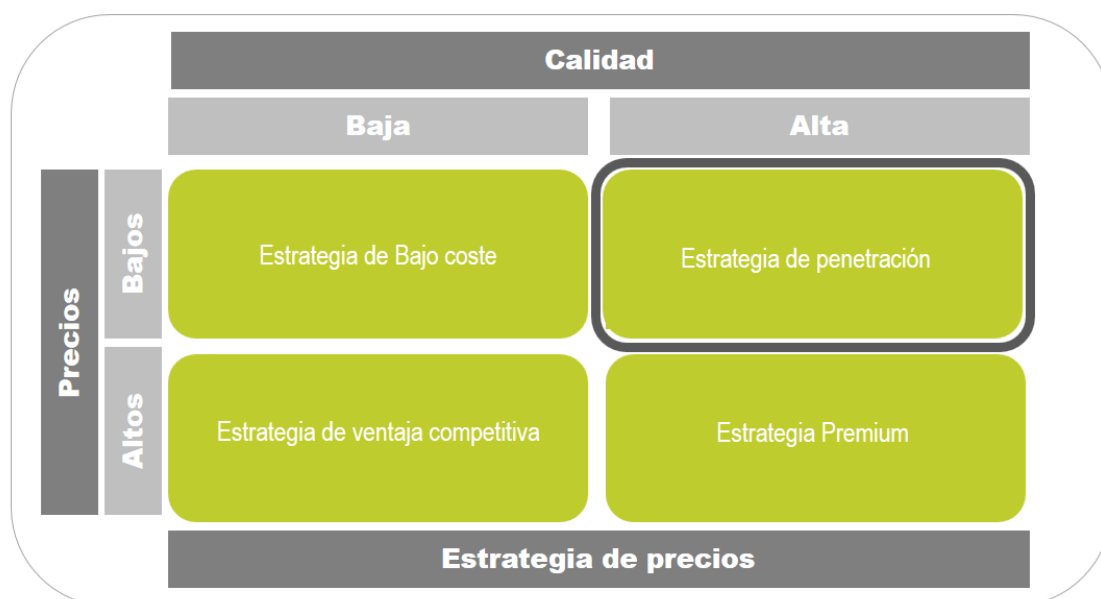 Calidad
Baja
Alta
Precios
Bajos
Estrategia de Bajo coste
Estrategia de penetración
Altos
Estrategia de ventaja competitiva
Estrategia Premium
Estrategia de precios